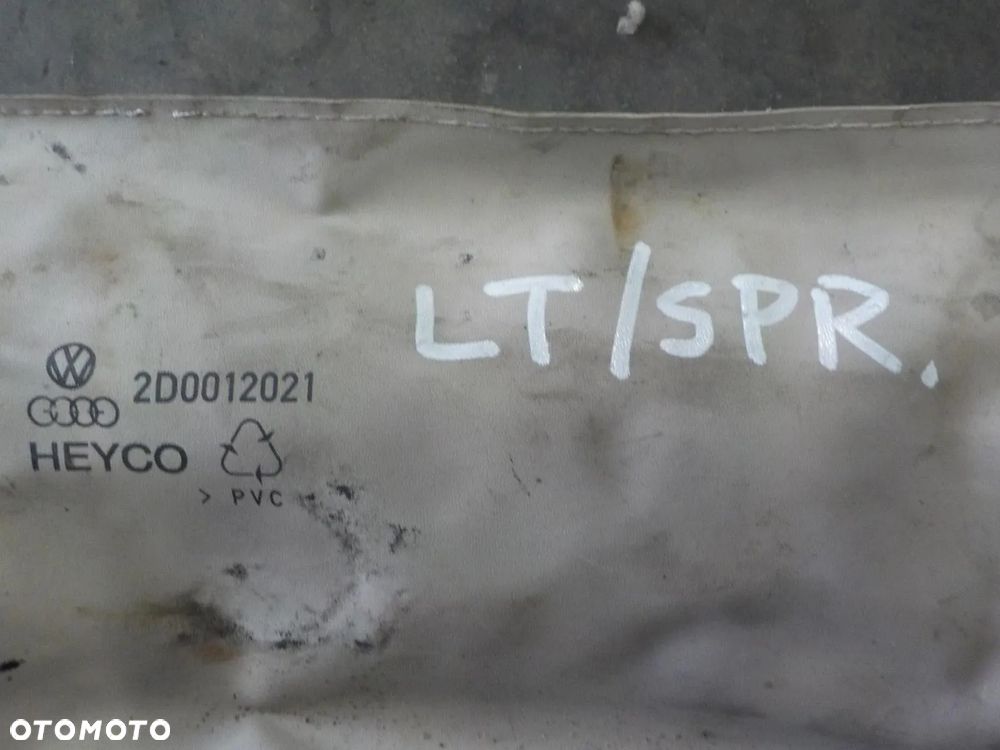 LT/SPR.
2D0012021
HEYCO
> PVC
OTOMOTO